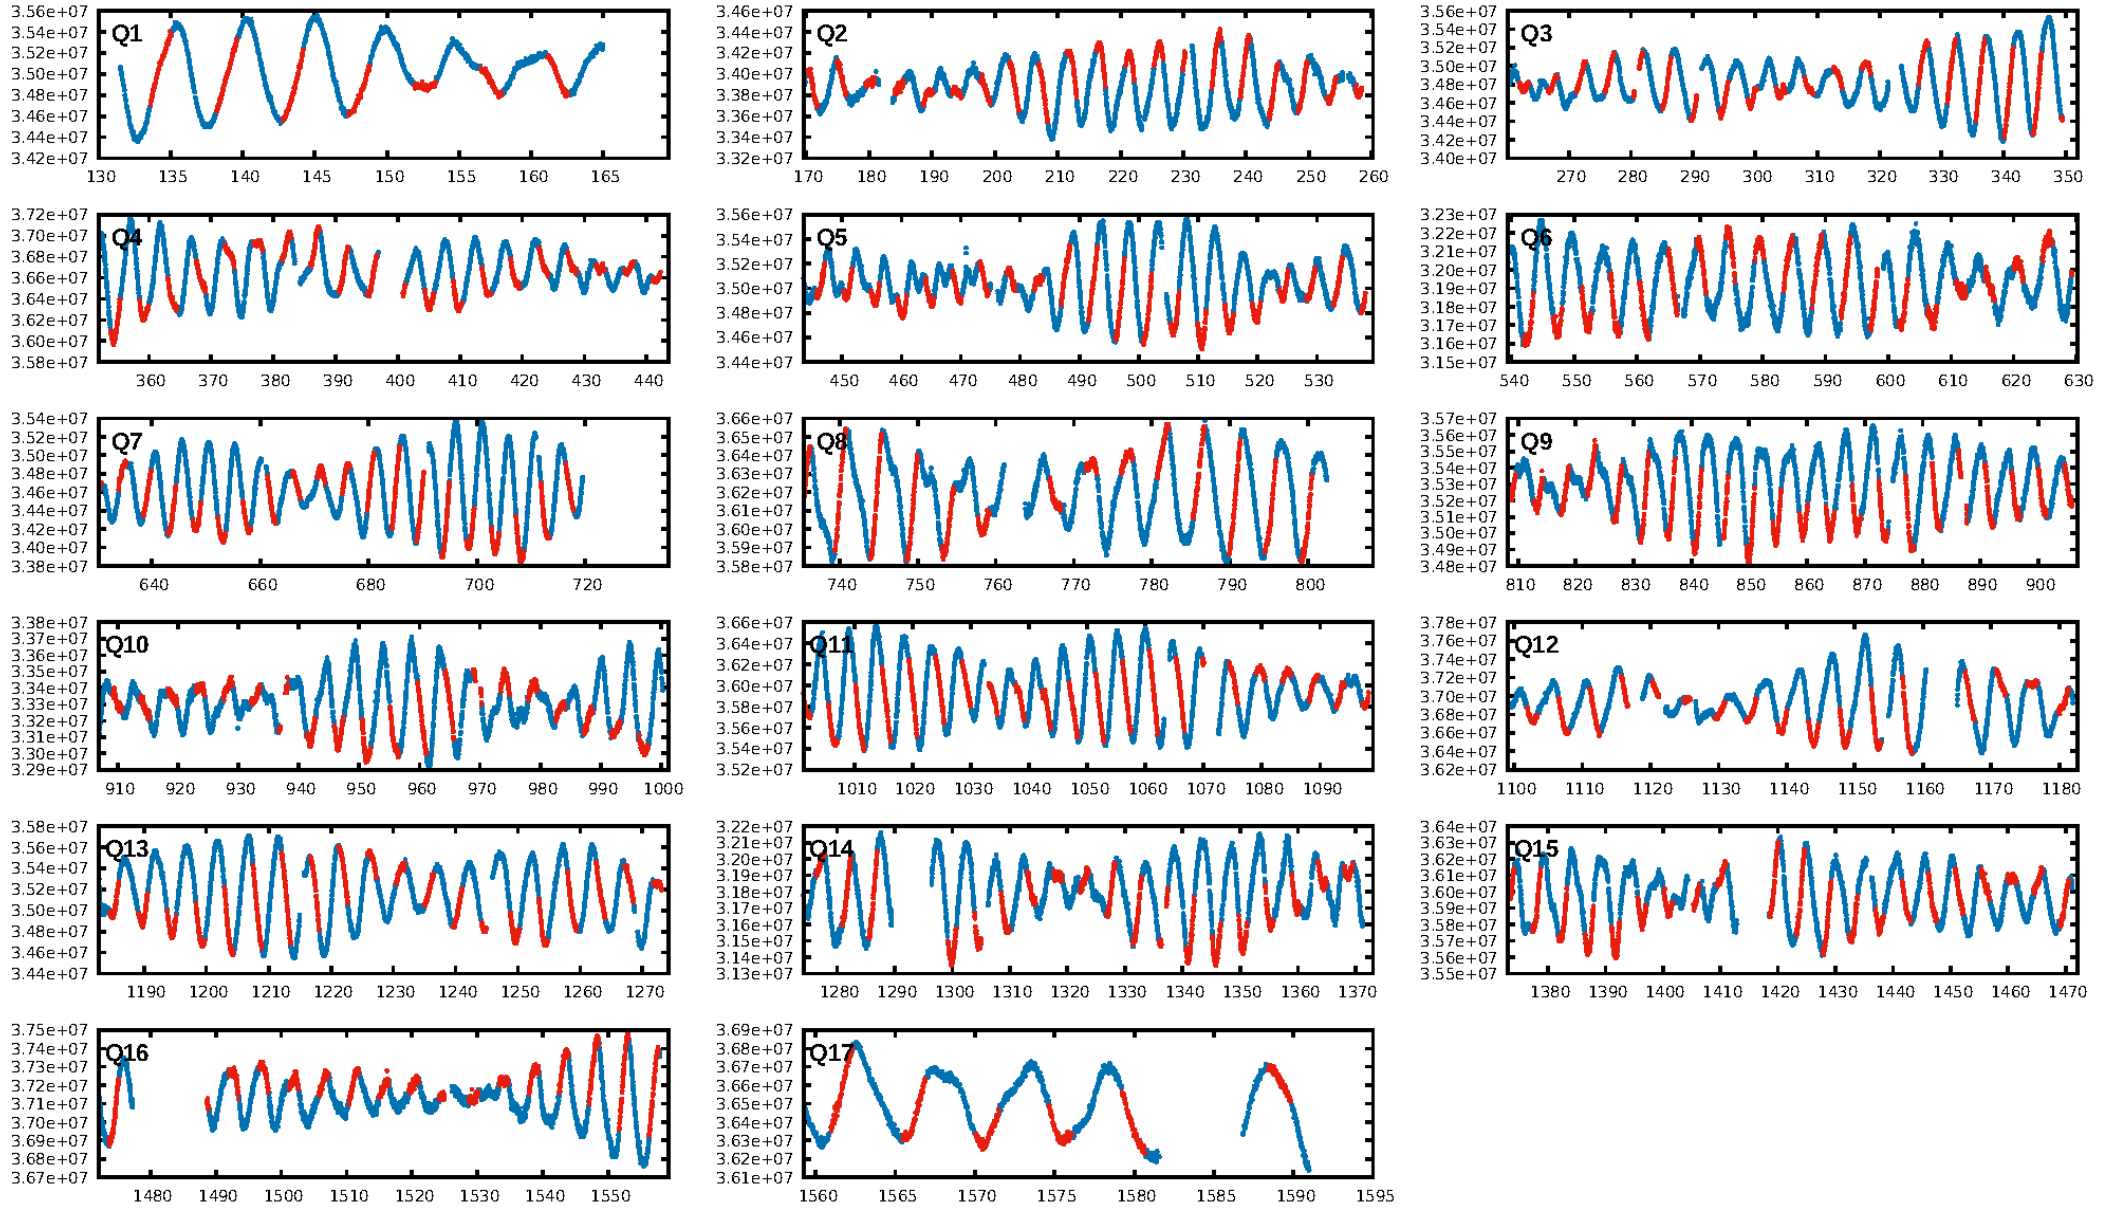 3.56e+07
3.54e+07
3.52e+07
3.50e+07
3.48e+07
3.46e+07
3.44e+07
3.42e+07
Q1
130 135 140 145 150 155 160 165
3.46e+07
3.44e+07
3.42e+07
3.40e+07
3.38e+07
3.36e+07
3.34e+07
3.32e+07
Q2
170 180 190 200 210 220 230 240 250 260
3.56e+07
3.54e+07
3.52e+07
3.50e+07
3.48e+07
3.46e+07
3.44e+07
3.42e+07
3.40e+07
Q3
270 280 290 300 310 320 330 340 350
3.72e+07
3.70e+07
3.68e+07
3.66e+07
3.64e+07
3.62e+07
3.60e+07
3.58e+07
Q4
360 370 380 390 400 410 420 430 440
3.56e+07
3.54e+07
3.52e+07
3.50e+07
3.48e+07
3.46e+07
3.44e+07
Q5
450 460 470 480 490 500 510 520 530
3.23e+07
3.22e+07
3.21e+07
3.20e+07
3.19e+07
3.18e+07
3.17e+07
3.16e+07
3.15e+07
Q6
540 550 560 570 580 590 600 610 620 630
3.54e+07
3.52e+07
3.50e+07
3.48e+07
3.46e+07
3.44e+07
3.42e+07
3.40e+07
3.38e+07
Q7
640 660 680 700 720
3.66e+07
3.65e+07
3.64e+07
3.63e+07
3.62e+07
3.61e+07
3.60e+07
3.59e+07
3.58e+07
Q8
740 750 760 770 780 790 800
3.57e+07
3.56e+07
3.55e+07
3.54e+07
3.53e+07
3.52e+07
3.51e+07
3.50e+07
3.49e+07
3.48e+07
Q9
810 820 830 840 850 860 870 880 890 900
3.38e+07
3.37e+07
3.36e+07
3.35e+07
3.34e+07
3.33e+07
3.32e+07
3.31e+07
3.30e+07
3.29e+07
Q10
910 920 930 940 950 960 970 980 990 1000
3.66e+07
3.64e+07
3.62e+07
3.60e+07
3.58e+07
3.56e+07
3.54e+07
3.52e+07
Q11
1010 1020 1030 1040 1050 1060 1070 1080 1090
3.78e+07
3.76e+07
3.74e+07
3.72e+07
3.70e+07
3.68e+07
3.66e+07
3.64e+07
3.62e+07
Q12
1100 1110 1120 1130 1140 1150 1160 1170 1180
3.58e+07
3.56e+07
3.54e+07
3.52e+07
3.50e+07
3.48e+07
3.46e+07
3.44e+07
Q13
1190 1200 1210 1220 1230 1240 1250 1260 1270
3.22e+07
3.21e+07
3.20e+07
3.19e+07
3.18e+07
3.17e+07
3.16e+07
3.15e+07
3.14e+07
3.13e+07
Q14
1280 1290 1300 1310 1320 1330 1340 1350 1360 1370
3.64e+07
3.63e+07
3.62e+07
3.61e+07
3.60e+07
3.59e+07
3.58e+07
3.57e+07
3.56e+07
3.55e+07
Q15
1380 1390 1400 1410 1420 1430 1440 1450 1460 1470
3.75e+07
3.74e+07
3.73e+07
3.72e+07
3.71e+07
3.70e+07
3.69e+07
3.68e+07
3.67e+07
Q16
1480 1490 1500 1510 1520 1530 1540 1550
3.69e+07
3.68e+07
3.67e+07
3.66e+07
3.65e+07
3.64e+07
3.63e+07
3.62e+07
3.61e+07
Q17
1560 1565 1570 1575 1580 1585 1590 1595